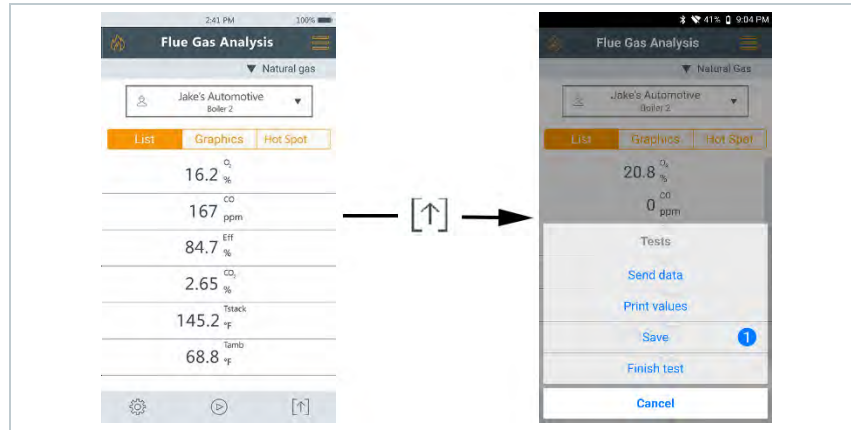 2:41 PM 100%
Flue Gas Analysis
▼ Natural gas
Jake's Automotive ▼
Boiler 2
List Graphics Hot Spot
16.2 O₂ %
167 CO ppm
84.7 Eff %
2.65 CO₂ %
145.2 Tstack °F
68.8 Tamb °F
[↑]
[↑]
41% 9:04 PM
Flue Gas Analysis
▼ Natural Gas
Jake's Automotive ▼
Boiler 2
List Graphics Hot Spot
20.8 O₂ %
0 CO ppm
Tests
Send data
Print values
Save 1
Finish test
Cancel